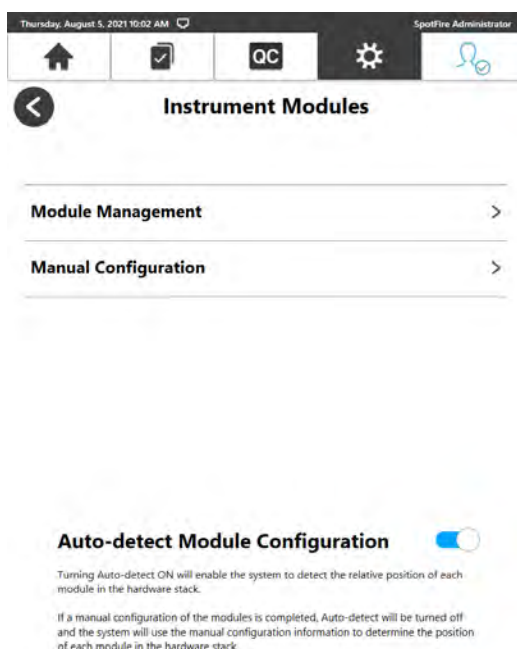 Thursday, August 5, 2021 10:02 AM
SpotFire Administrator
QC
Instrument Modules
Module Management
Manual Configuration
Auto-detect Module Configuration
Turning Auto-detect ON will enable the system to detect the relative position of each
module in the hardware stack.
If a manual configuration of the modules is completed, Auto-detect will be turned off
and the system will use the manual configuration information to determine the position
of each module in the hardware stack.